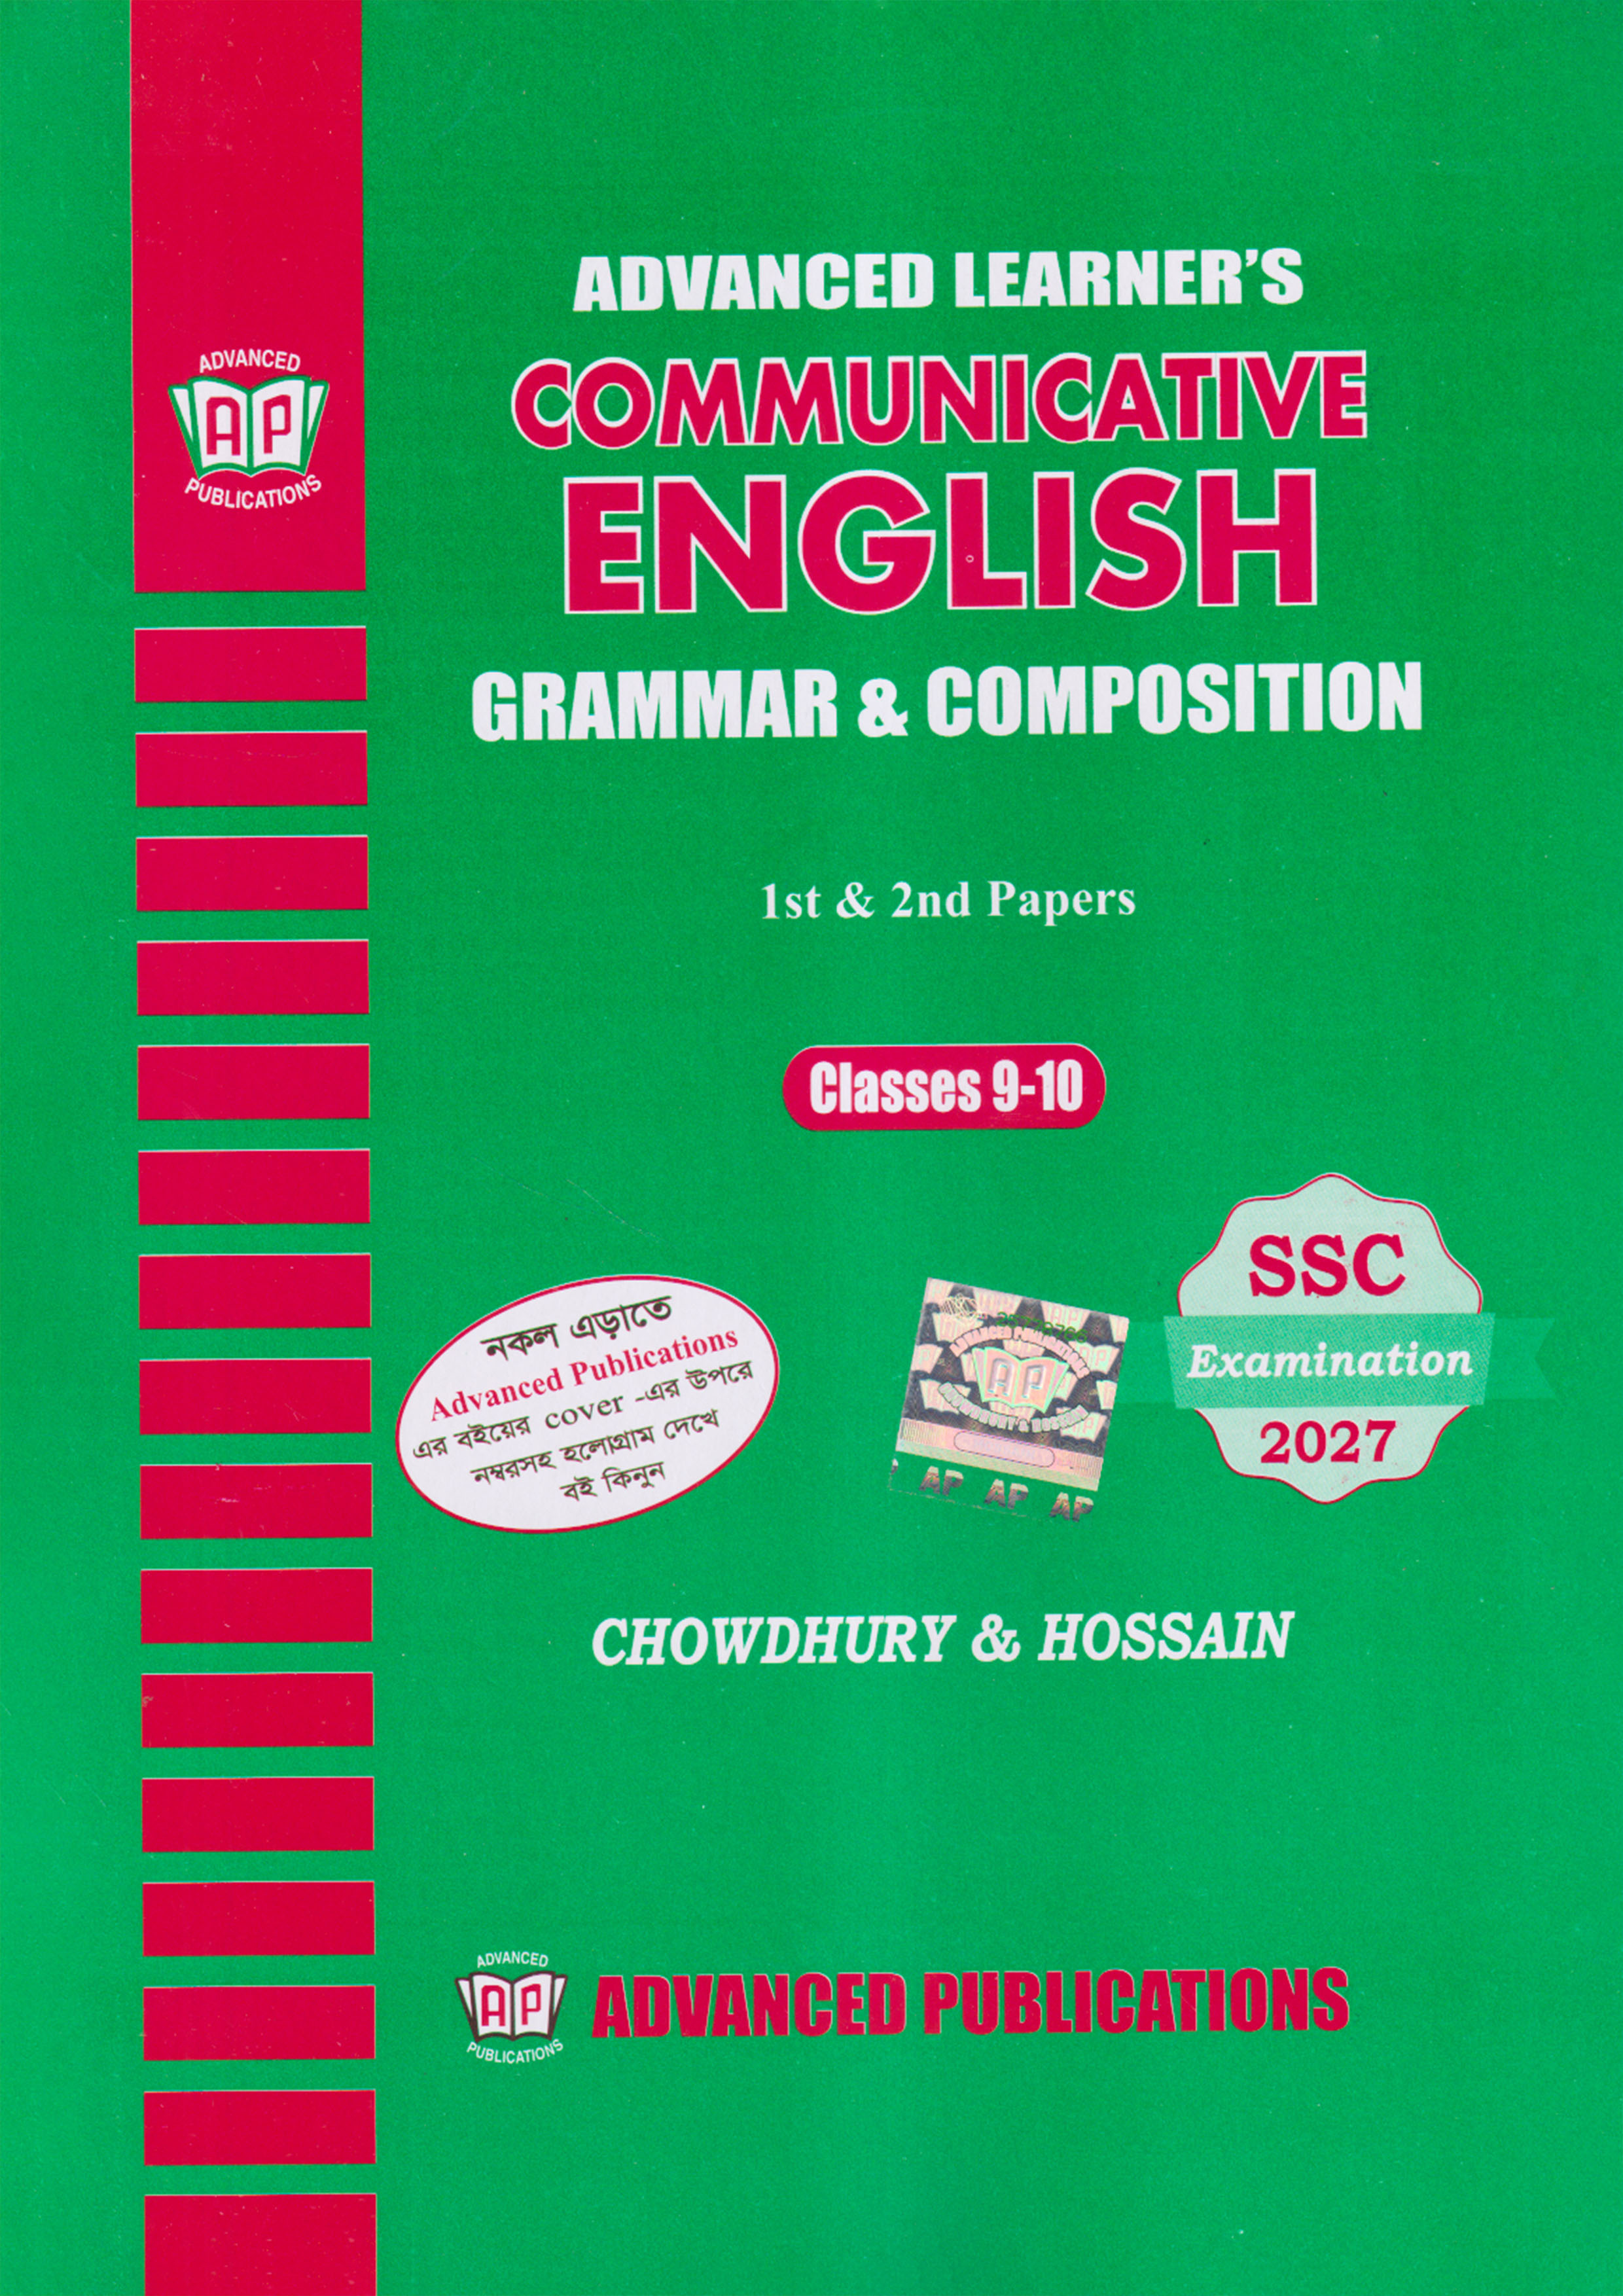 ADVANCED
AP
PUBLICATIONS
ADVANCED LEARNER'S
COMMUNICATIVE
ENGLISH
GRAMMAR & COMPOSITION
1st & 2nd Papers
Classes 9-10
SSC
Examination
2027
নকল এড়াতে
Advanced Publications
এর বইয়ের cover -এর উপরে
নম্বরসহ হলোগ্রাম দেখে
বই কিনুন
AP
AP AP AP
CHOWDHURY & HOSSAIN
ADVANCED
AP
PUBLICATIONS
ADVANCED PUBLICATIONS